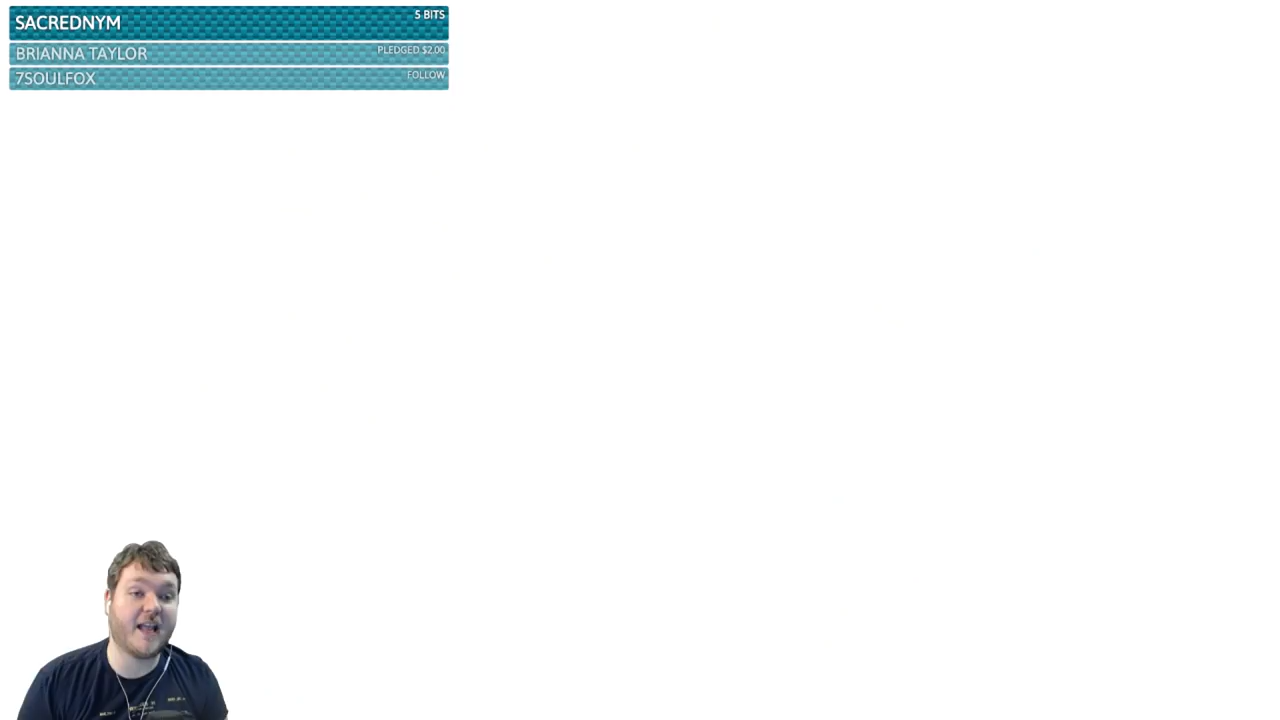 SACREDNYM 5 BITS
BRIANNA TAYLOR PLEDGED $2.00
7SOULFOX FOLLOW